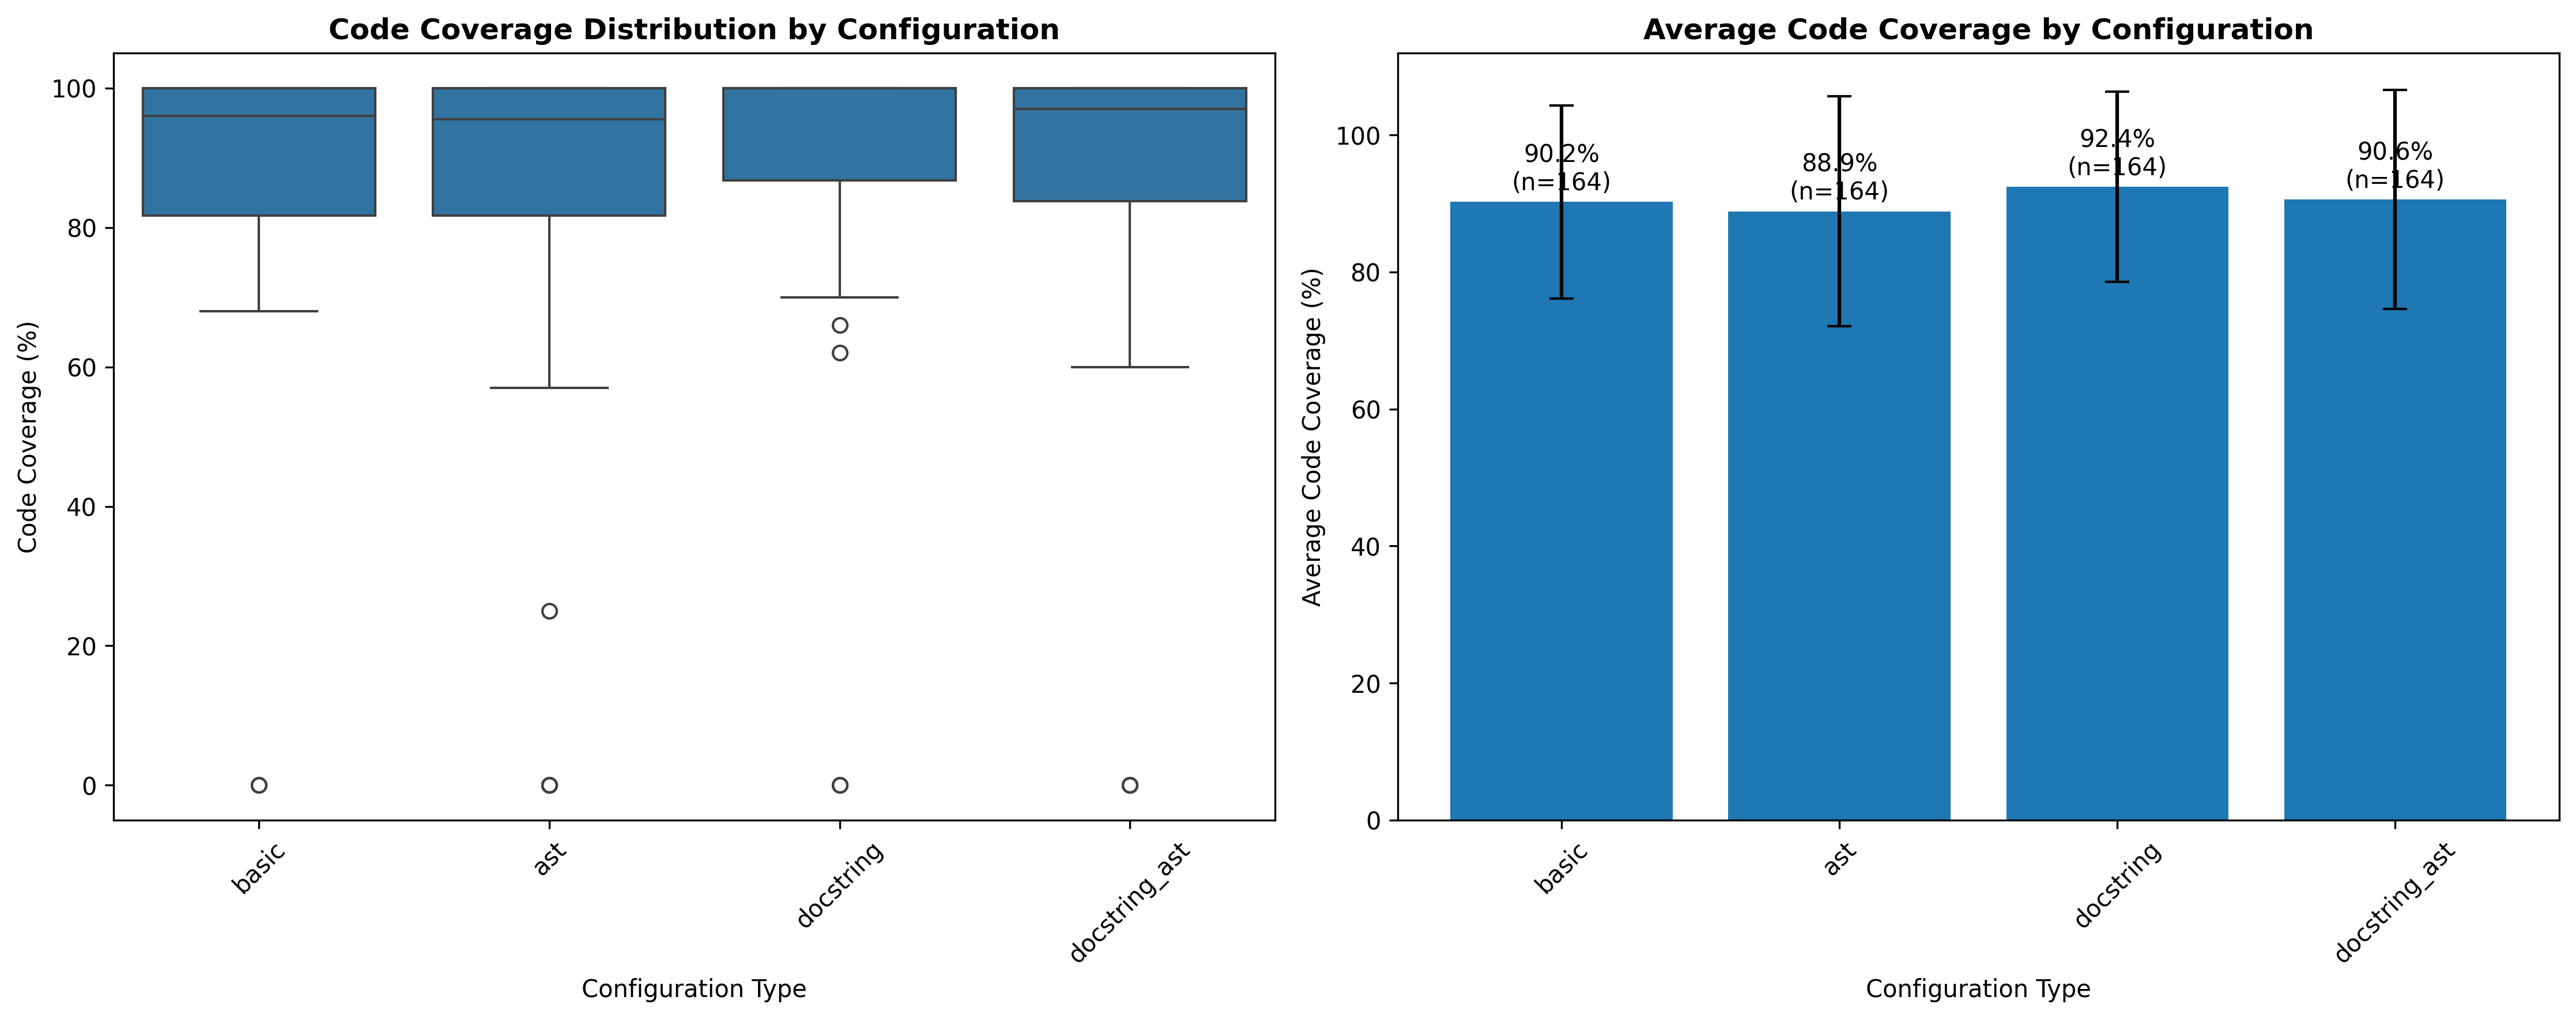 Code Coverage Distribution by Configuration
Code Coverage (%)
100
80
60
40
20
0
basic
ast
docstring
docstring_ast
Configuration Type
Average Code Coverage by Configuration
Average Code Coverage (%)
100
80
60
40
20
0
90.2%
(n=164)
88.9%
(n=164)
92.4%
(n=164)
90.6%
(n=164)
basic
ast
docstring
docstring_ast
Configuration Type